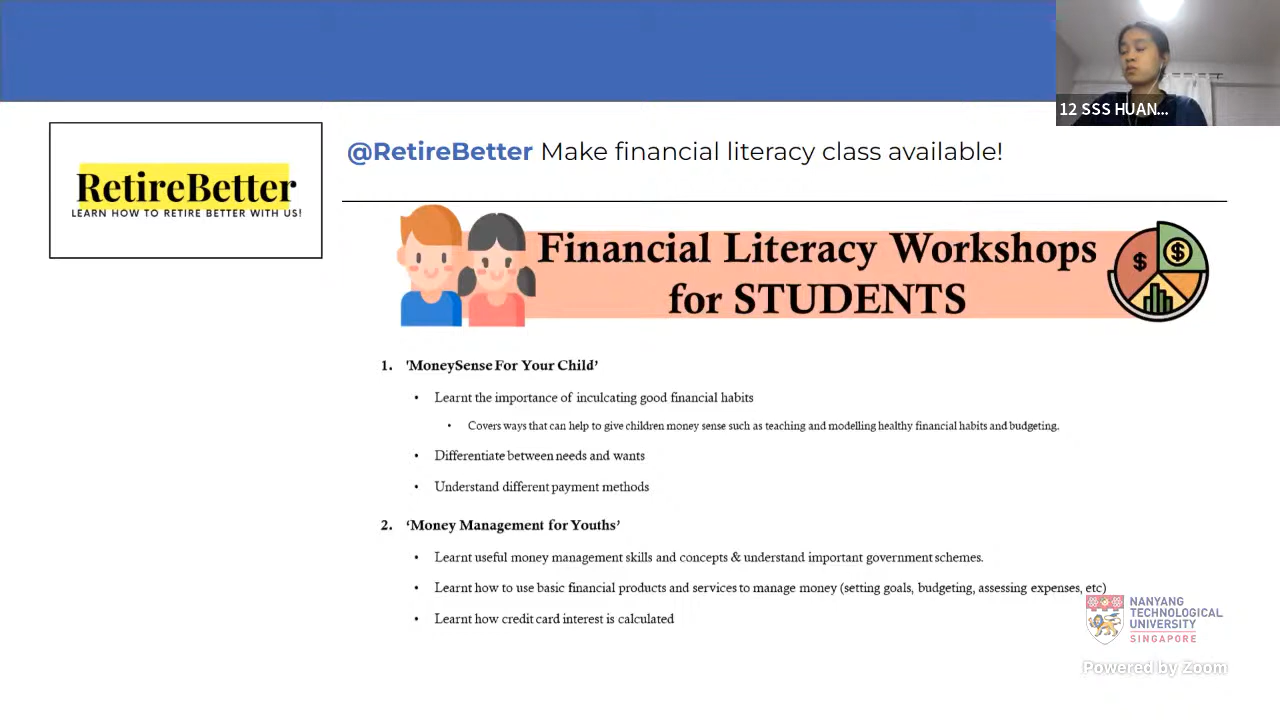 12 SSS HUAN...
RetireBetter
LEARN HOW TO RETIRE BETTER WITH US!
@RetireBetter Make financial literacy class available!
Financial Literacy Workshops
for STUDENTS
1. 'MoneySense For Your Child’
• Learnt the importance of inculcating good financial habits
• Covers ways that can help to give children money sense such as teaching and modelling healthy financial habits and budgeting.
• Differentiate between needs and wants
• Understand different payment methods
2. ‘Money Management for Youths’
• Learnt useful money management skills and concepts & understand important government schemes.
• Learnt how to use basic financial products and services to manage money (setting goals, budgeting, assessing expenses, etc)
• Learnt how credit card interest is calculated
NANYANG
TECHNOLOGICAL
UNIVERSITY
SINGAPORE
Powered by Zoom